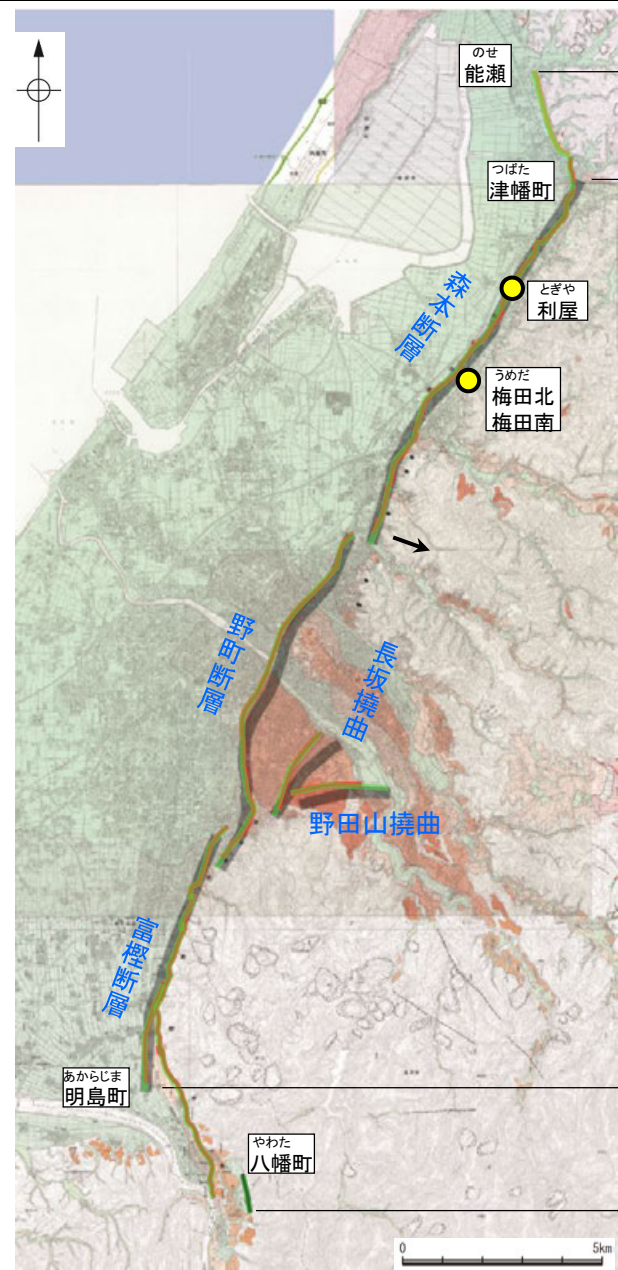 のせ
能瀬
つばた
津幡町
森本断層
とぎや
利屋
うめだ
梅田北
梅田南
野町断層
長坂撓曲
野田山撓曲
富樫断層
あからじま
明島町
やわた
八幡町
0 5km